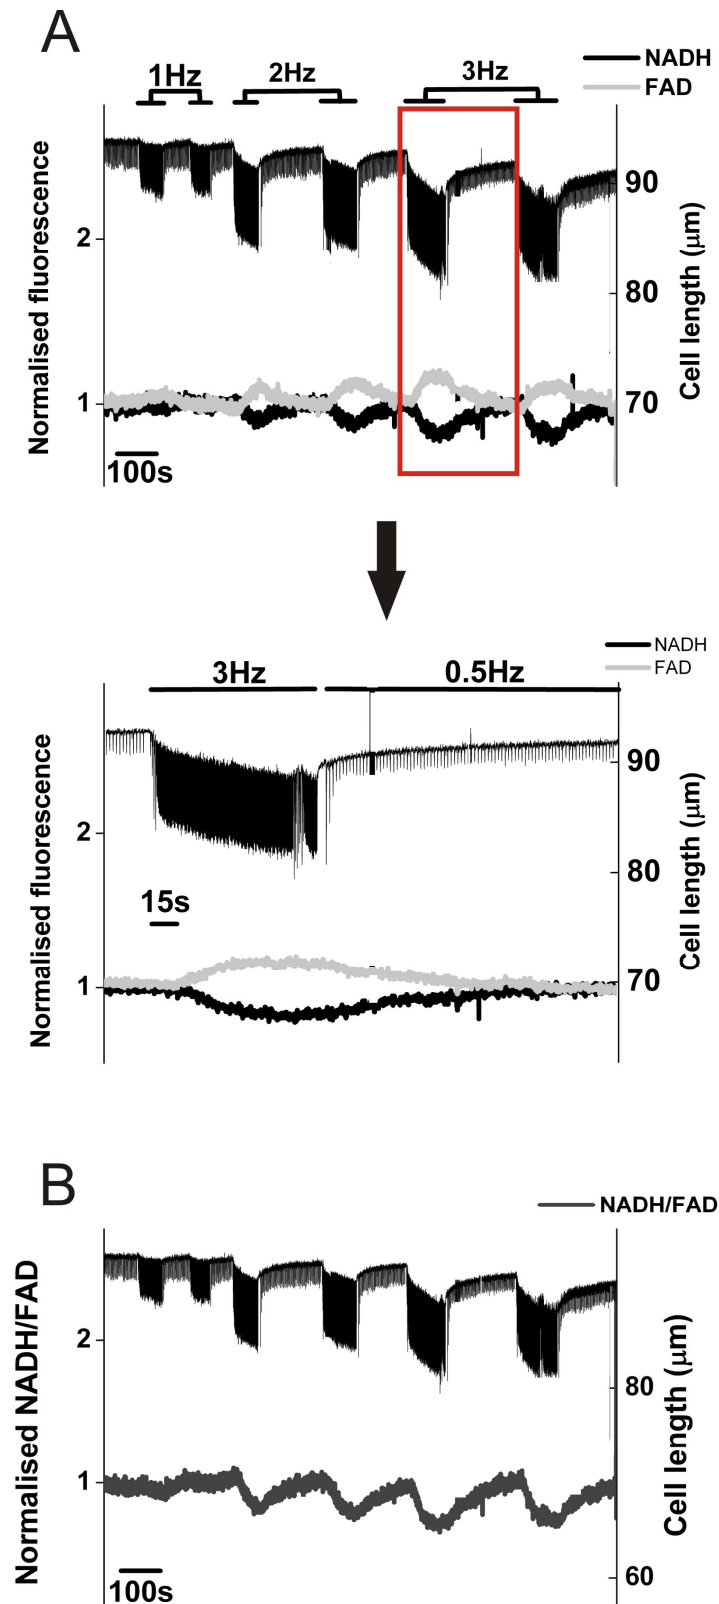 A
1Hz 2Hz 3Hz
NADH
FAD
Normalised fluorescence
2
1
90
80
70
Cell length (μm)
100s
3Hz 0.5Hz
NADH
FAD
Normalised fluorescence
2
1
15s
90
80
70
Cell length (μm)
B
NADH/FAD
Normalised NADH/FAD
2
1
80
60
Cell length (μm)
100s